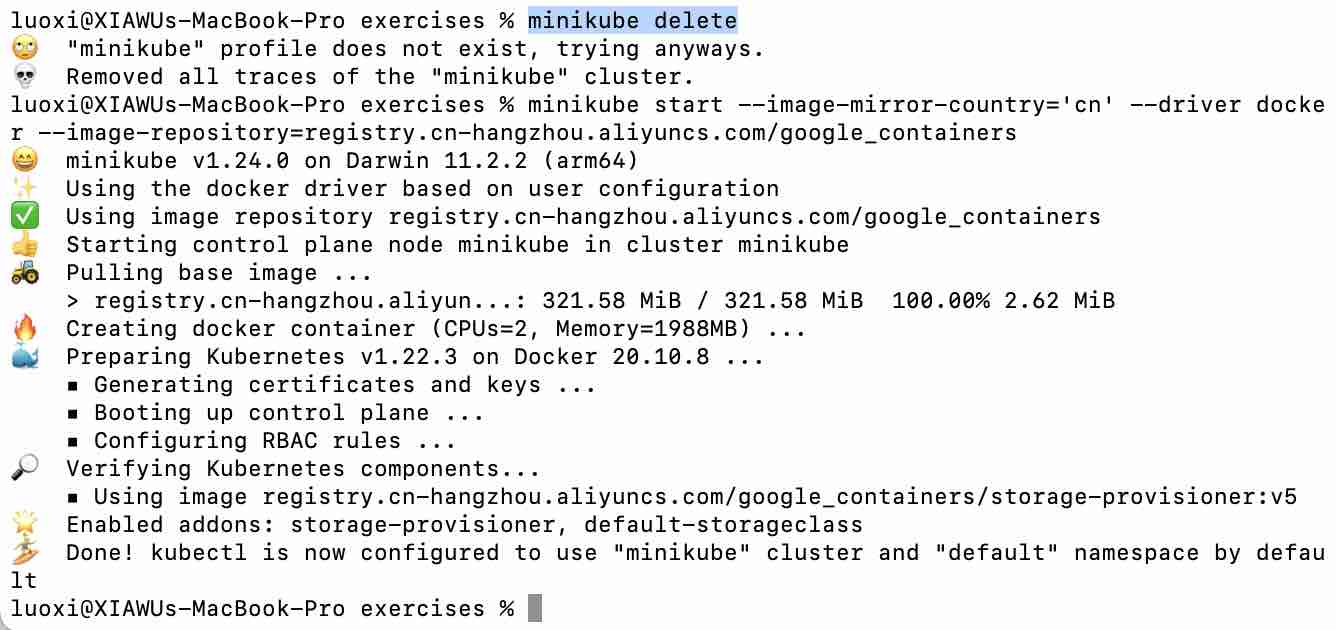 luoxi@XIAWUs-MacBook-Pro exercises % minikube delete
🙄 "minikube" profile does not exist, trying anyways.
💀 Removed all traces of the "minikube" cluster.
luoxi@XIAWUs-MacBook-Pro exercises % minikube start --image-mirror-country='cn' --driver docke
r --image-repository=registry.cn-hangzhou.aliyuncs.com/google_containers
😄 minikube v1.24.0 on Darwin 11.2.2 (arm64)
✨ Using the docker driver based on user configuration
✅ Using image repository registry.cn-hangzhou.aliyuncs.com/google_containers
👍 Starting control plane node minikube in cluster minikube
🚜 Pulling base image ...
> registry.cn-hangzhou.aliyun...: 321.58 MiB / 321.58 MiB 100.00% 2.62 MiB
🔥 Creating docker container (CPUs=2, Memory=1988MB) ...
🐳 Preparing Kubernetes v1.22.3 on Docker 20.10.8 ...
▪ Generating certificates and keys ...
▪ Booting up control plane ...
▪ Configuring RBAC rules ...
🔎 Verifying Kubernetes components...
▪ Using image registry.cn-hangzhou.aliyuncs.com/google_containers/storage-provisioner:v5
🌟 Enabled addons: storage-provisioner, default-storageclass
🏄 Done! kubectl is now configured to use "minikube" cluster and "default" namespace by defau
lt
luoxi@XIAWUs-MacBook-Pro exercises %